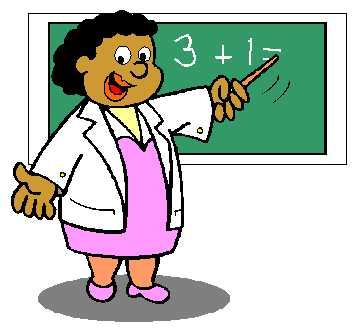 3 + 1 =